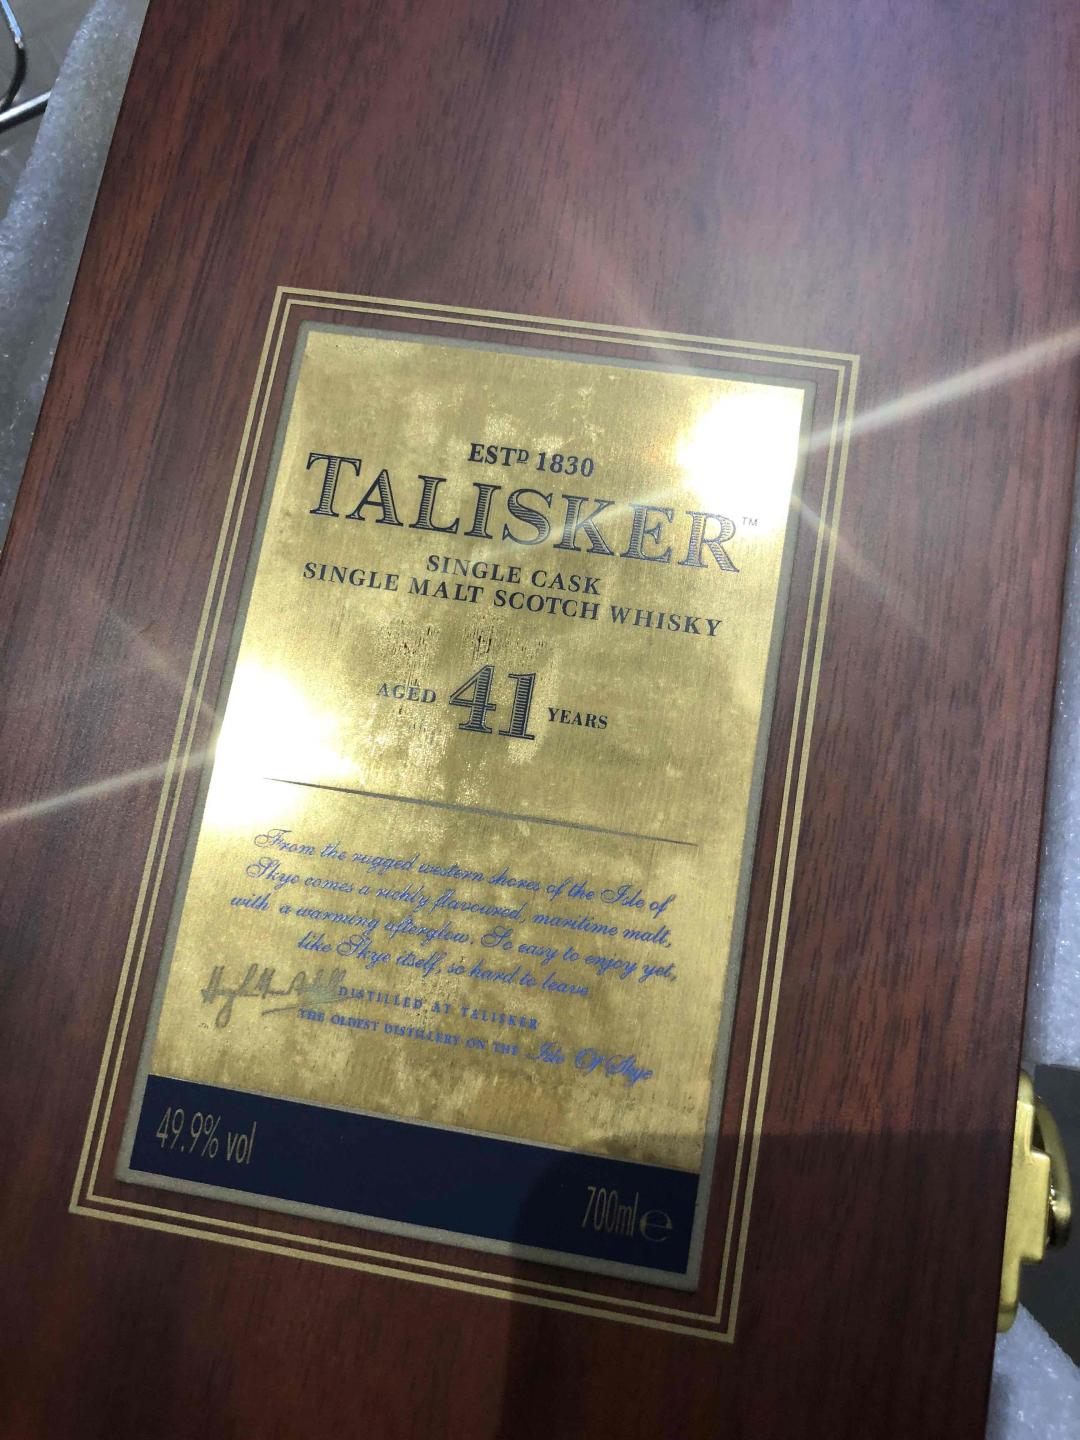 ESTD 1830
TALISKER™
SINGLE CASK
SINGLE MALT SCOTCH WHISKY
AGED 41 YEARS
From the rugged western shores of the Isle of
Skye comes a richly flavoured, maritime malt,
with a warming afterglow. So easy to enjoy yet,
like Skye itself, so hard to leave
DISTILLED AT TALISKER
THE OLDEST DISTILLERY ON THE Isle Of Skye
49.9% vol
700ml e